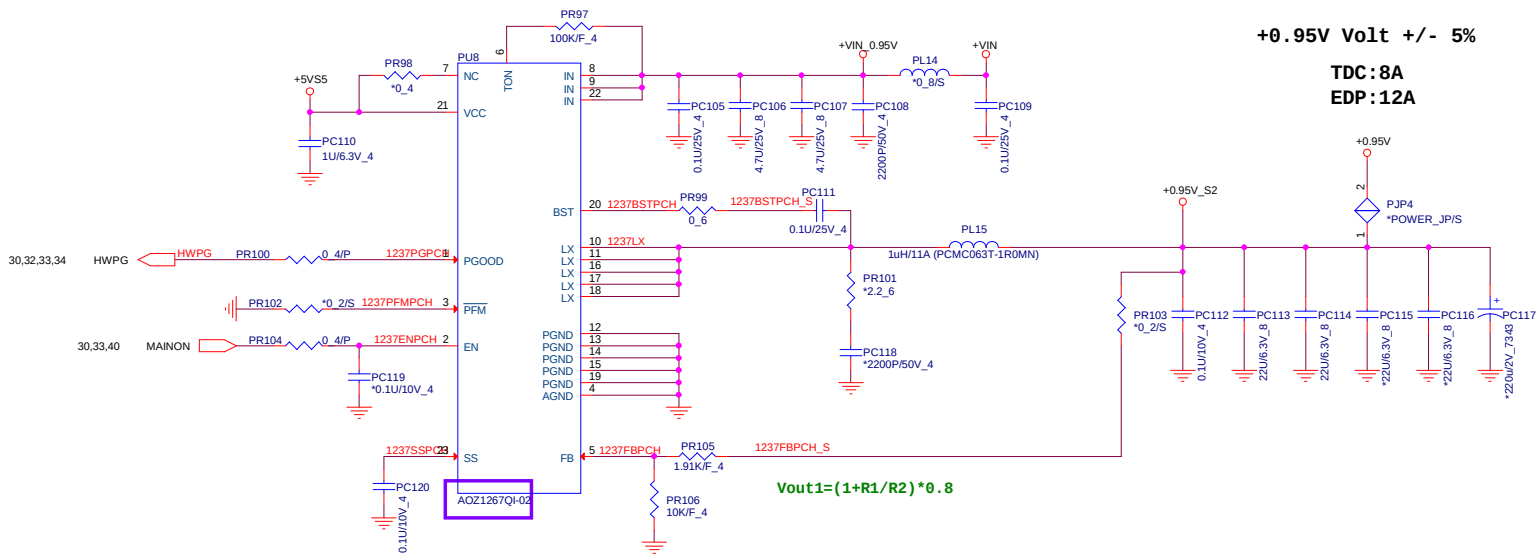 +0.95V Volt +/- 5%
TDC:8A
EDP:12A
PR97
100K/F_4
6
PU8
TON
PR98
*0_4
7
NC
+5VS5
21
VCC
PC110
1U/6.3V_4
IN
8
IN
9
IN
22
+VIN_0.95V
+VIN
PL14
*0_8/S
PC105
0.1U/25V_4
PC106
4.7U/25V_8
PC107
4.7U/25V_8
PC108
2200P/50V_4
PC109
0.1U/25V_4
BST
20
1237BSTPCH
PR99
0_6
1237BSTPCH_S
PC111
0.1U/25V_4
LX
10
1237LX
LX
11
LX
16
LX
17
LX
18
PL15
1uH/11A (PCMC063T-1R0MN)
PR101
*2.2_6
PC118
*2200P/50V_4
+0.95V_S2
+0.95V
2
PJP4
*POWER_JP/S
1
PR103
*0_2/S
PC112
0.1U/10V_4
PC113
22U/6.3V_8
PC114
22U/6.3V_8
PC115
*22U/6.3V_8
PC116
*22U/6.3V_8
+
PC117
*220u/2V_7343
30,32,33,34
HWPG
HWPG
PR100
0_4/P
1237PGPCH
1
PGOOD
PR102
*0_2/S
1237PFMPCH
3
PFM
30,33,40
MAINON
PR104
0_4/P
1237ENPCH
2
EN
PC119
*0.1U/10V_4
PGND
12
PGND
13
PGND
14
PGND
15
PGND
19
AGND
4
1237SSPCH
23
SS
PC120
0.1U/10V_4
AOZ1267QI-02
FB
5
1237FBPCH
PR105
1.91K/F_4
1237FBPCH_S
PR106
10K/F_4
Vout1=(1+R1/R2)*0.8